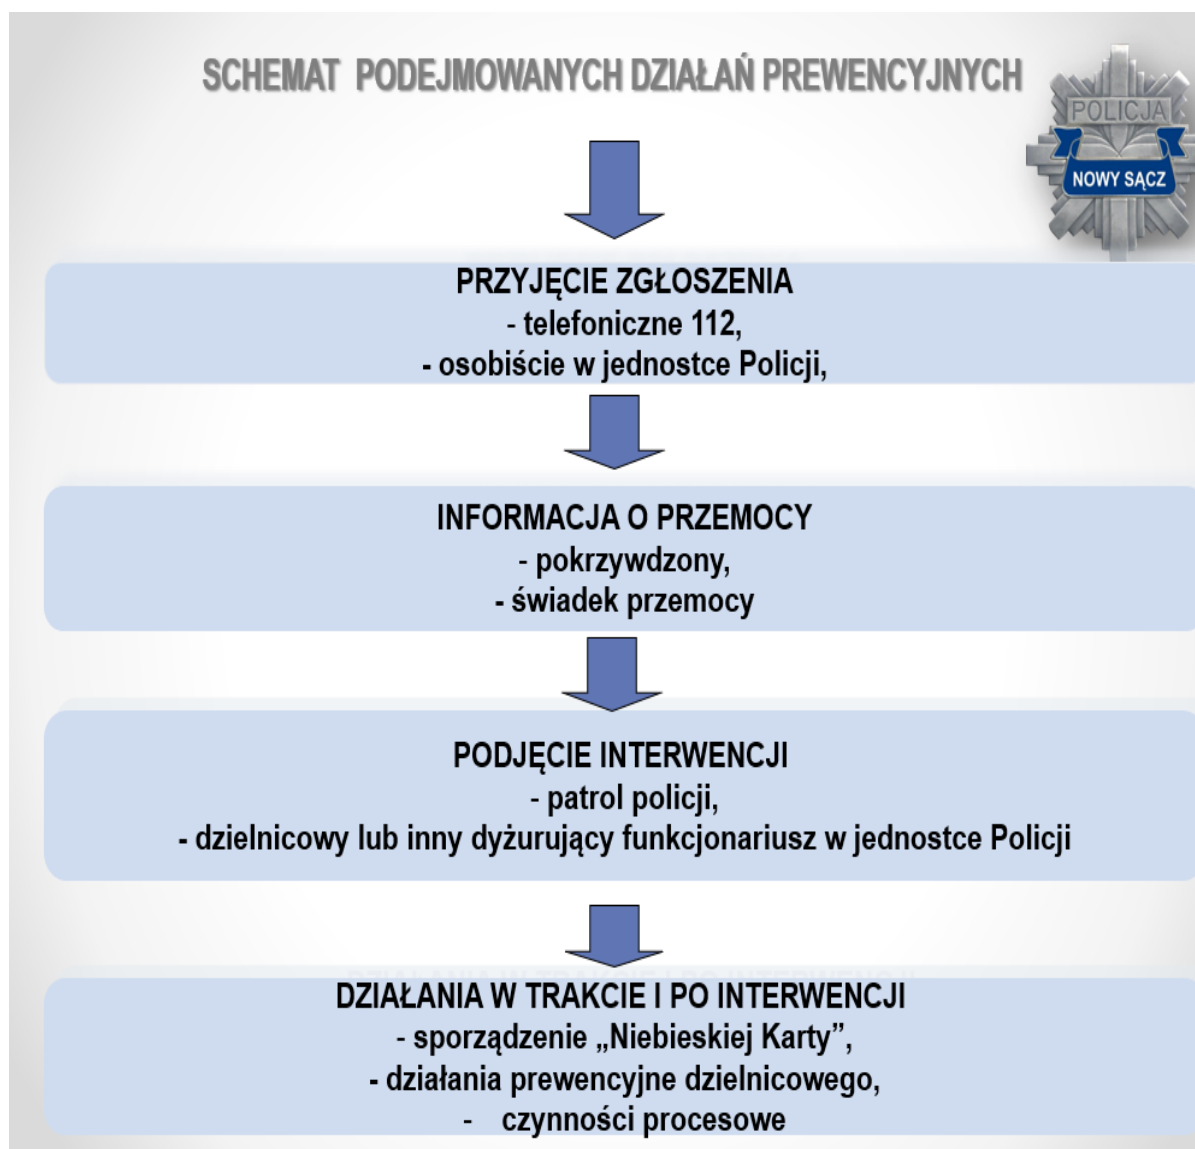 SCHEMAT PODEJMOWANYCH DZIAŁAŃ PREWENCYJNYCH
POLICJA
NOWY SĄCZ
PRZYJĘCIE ZGŁOSZENIA
- telefoniczne 112,
- osobiście w jednostce Policji,
INFORMACJA O PRZEMOCY
- pokrzywdzony,
- świadek przemocy
PODJĘCIE INTERWENCJI
- patrol policji,
- dzielnicowy lub inny dyżurujący funkcjonariusz w jednostce Policji
DZIAŁANIA W TRAKCIE I PO INTERWENCJI
- sporządzenie „Niebieskiej Karty”,
- działania prewencyjne dzielnicowego,
- czynności procesowe